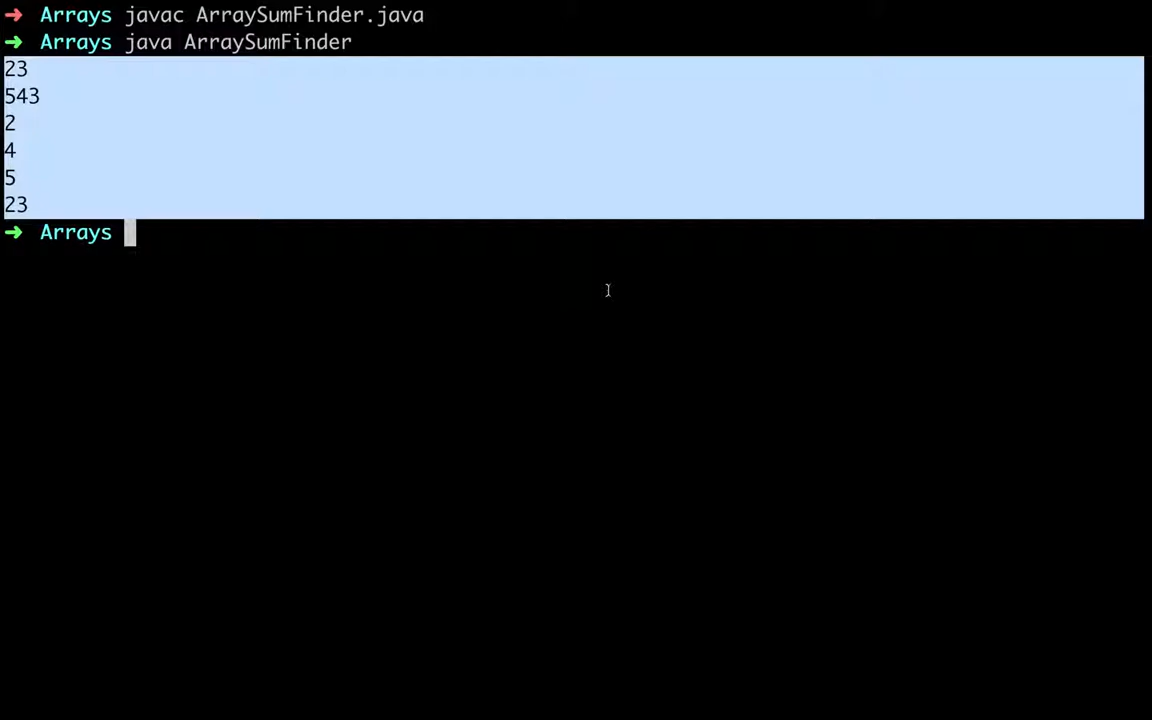 ➜ Arrays javac ArraySumFinder.java
➜ Arrays java ArraySumFinder
23
543
2
4
5
23
➜ Arrays